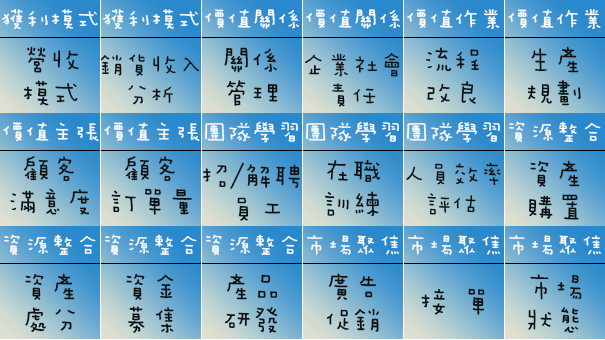 獲利模式
營收
模式
獲利模式
銷貨收入
分析
價值關係
關係
管理
價值關係
企業社會
責任
價值作業
流程
改良
價值作業
生產
規劃
價值主張
顧客
滿意度
價值主張
顧客
訂單量
團隊學習
招/解聘
員工
團隊學習
在職
訓練
團隊學習
人員效率
評估
資源整合
資產
購置
資源整合
資產
處分
資源整合
資金
募集
資源整合
產品
研發
市場聚焦
廣告
促銷
市場聚焦
接單
市場聚焦
市場
狀態